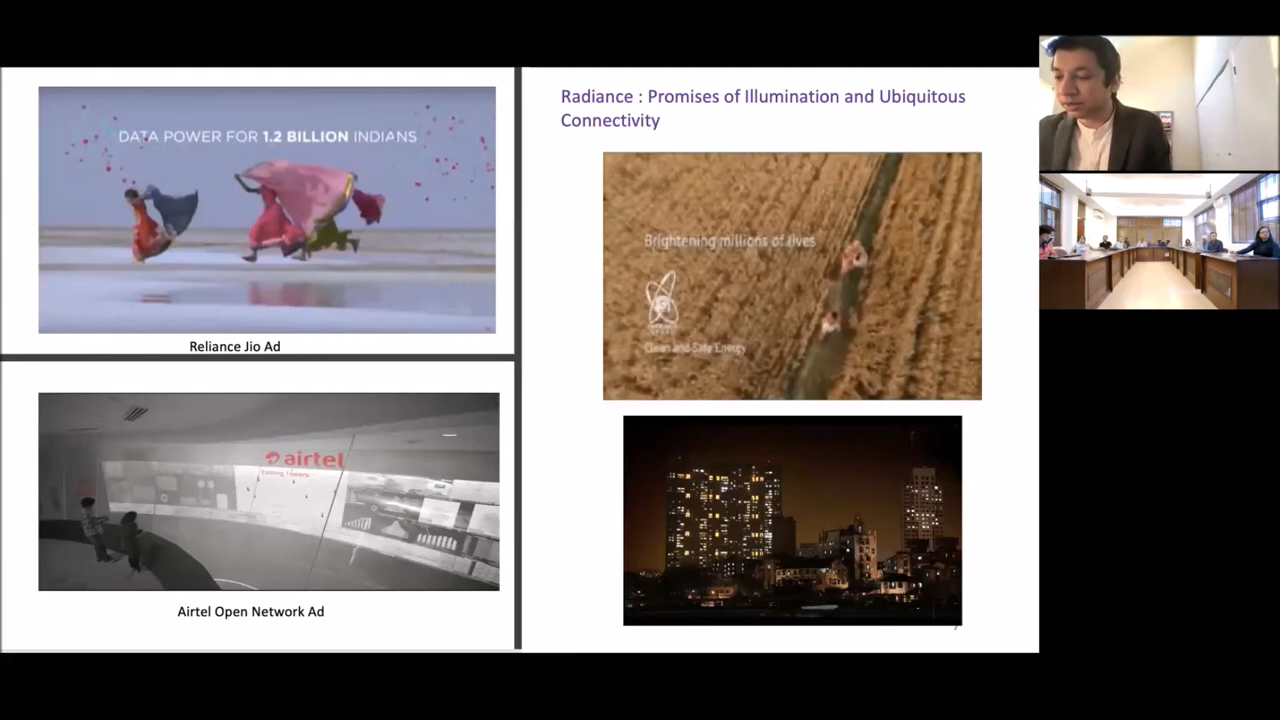 DATA POWER FOR 1.2 BILLION INDIANS
Reliance Jio Ad
airtel
Existing Towers
Airtel Open Network Ad
Radiance : Promises of Illumination and Ubiquitous
Connectivity
Brightening millions of lives
Clean and Safe Energy